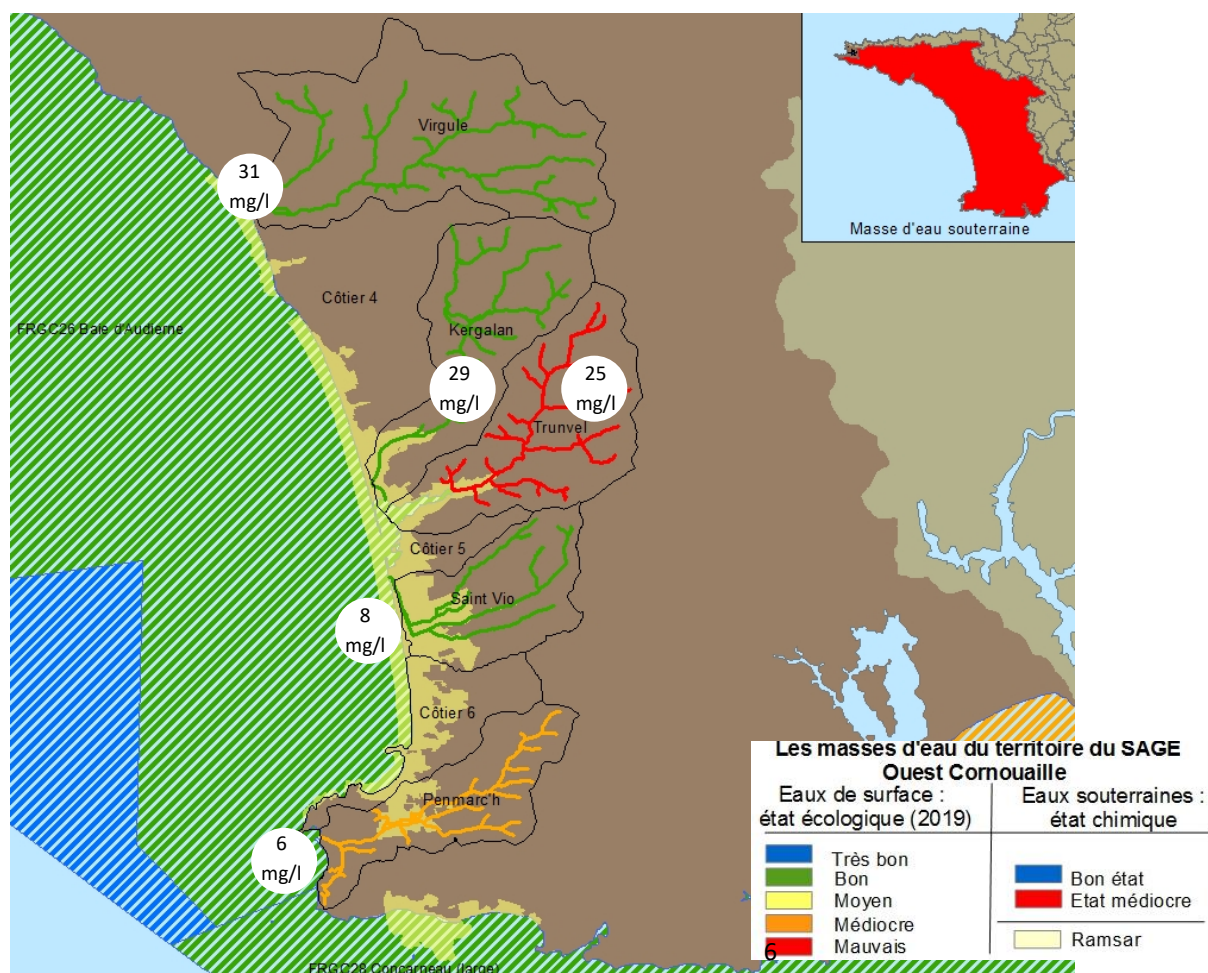 Virgule
31
mg/l
Masse d'eau souterraine
Côtier 4
FRGC26 Baie d'Audierne
Kergalan
29
mg/l
25
mg/l
Trunvel
Côtier 5
Saint Vio
8
mg/l
Côtier 6
Penmarc'h
6
mg/l
FRGC28 Concarneau (large)
Les masses d'eau du territoire du SAGE
Ouest Cornouaille
Eaux de surface :
état écologique (2019)
Très bon
Bon
Moyen
Médiocre
Mauvais
Eaux souterraines :
état chimique
Bon état
Etat médiocre
Ramsar
6